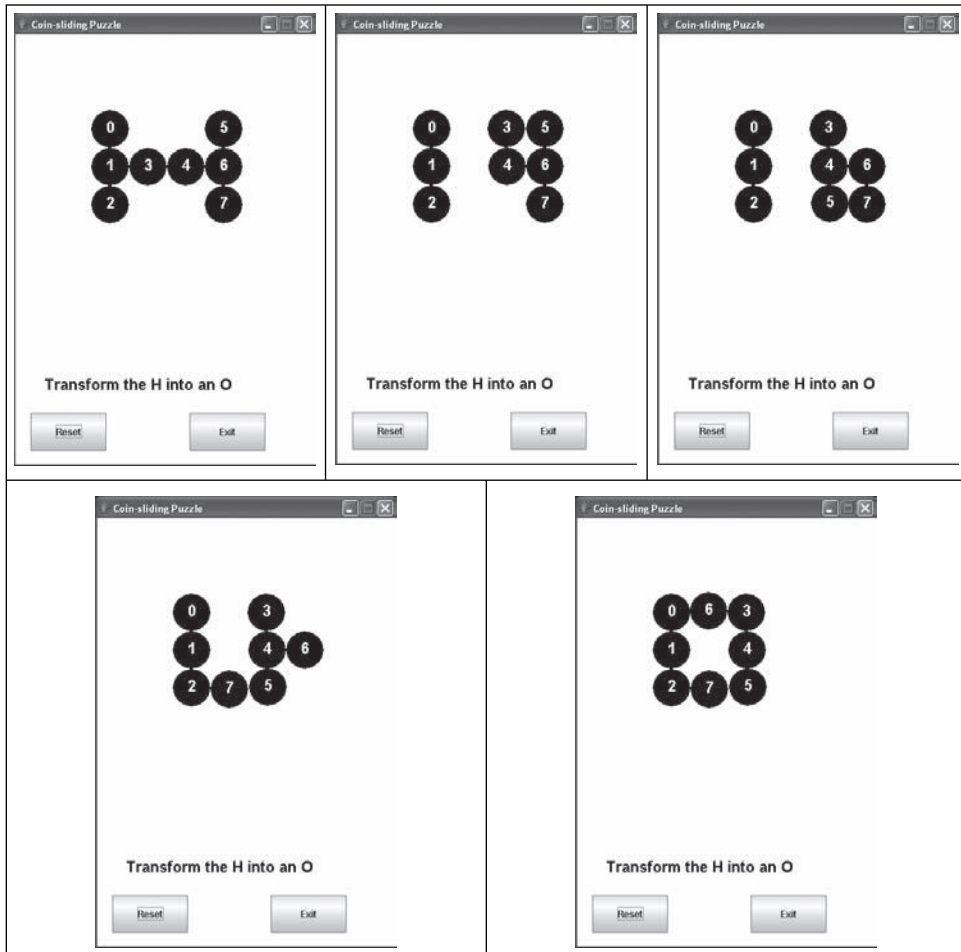 Coin-sliding Puzzle
0 5
1 3 4 6
2 7
Transform the H into an O
Reset Exit
Coin-sliding Puzzle
0 3 5
1 4 6
2 7
Transform the H into an O
Reset Exit
Coin-sliding Puzzle
0 3
1 4 6
2 5 7
Transform the H into an O
Reset Exit
Coin-sliding Puzzle
0 3
1 4 6
2 7 5
Transform the H into an O
Reset Exit
Coin-sliding Puzzle
0 6 3
1 4
2 7 5
Transform the H into an O
Reset Exit